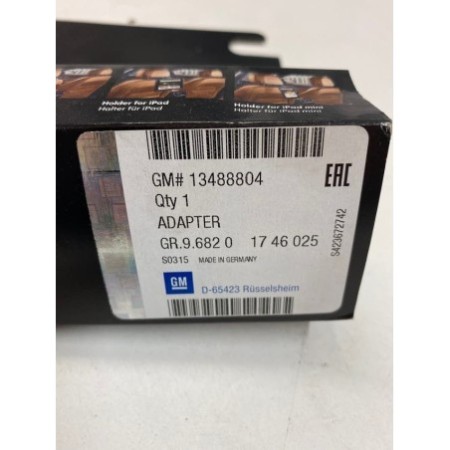 Holder for iPad
Halter für iPad
Holder for iPad mini
Halter für iPad mini
GM# 13488804
Qty 1
ADAPTER
GR.9.682 0 17 46 025
S0315 MADE IN GERMANY
GM
D-65423 Rüsselsheim
EAC
S423672742